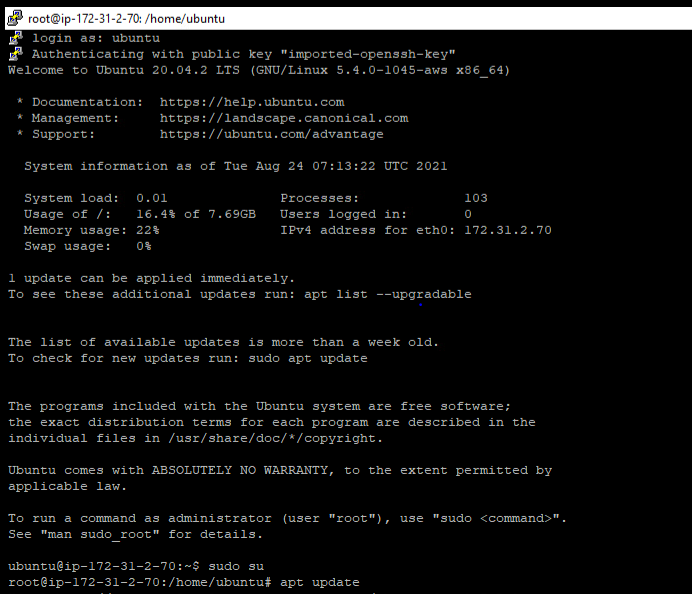 root@ip-172-31-2-70: /home/ubuntu
login as: ubuntu
Authenticating with public key "imported-openssh-key"
Welcome to Ubuntu 20.04.2 LTS (GNU/Linux 5.4.0-1045-aws x86_64)
* Documentation:  https://help.ubuntu.com
* Management:     https://landscape.canonical.com
* Support:        https://ubuntu.com/advantage
System information as of Tue Aug 24 07:13:22 UTC 2021
System load:  0.01              Processes:             103
Usage of /:   16.4% of 7.69GB   Users logged in:       0
Memory usage: 22%               IPv4 address for eth0: 172.31.2.70
Swap usage:   0%
1 update can be applied immediately.
To see these additional updates run: apt list --upgradable
The list of available updates is more than a week old.
To check for new updates run: sudo apt update
The programs included with the Ubuntu system are free software;
the exact distribution terms for each program are described in the
individual files in /usr/share/doc/*/copyright.
Ubuntu comes with ABSOLUTELY NO WARRANTY, to the extent permitted by
applicable law.
To run a command as administrator (user "root"), use "sudo <command>".
See "man sudo_root" for details.
ubuntu@ip-172-31-2-70:~$ sudo su
root@ip-172-31-2-70:/home/ubuntu# apt update